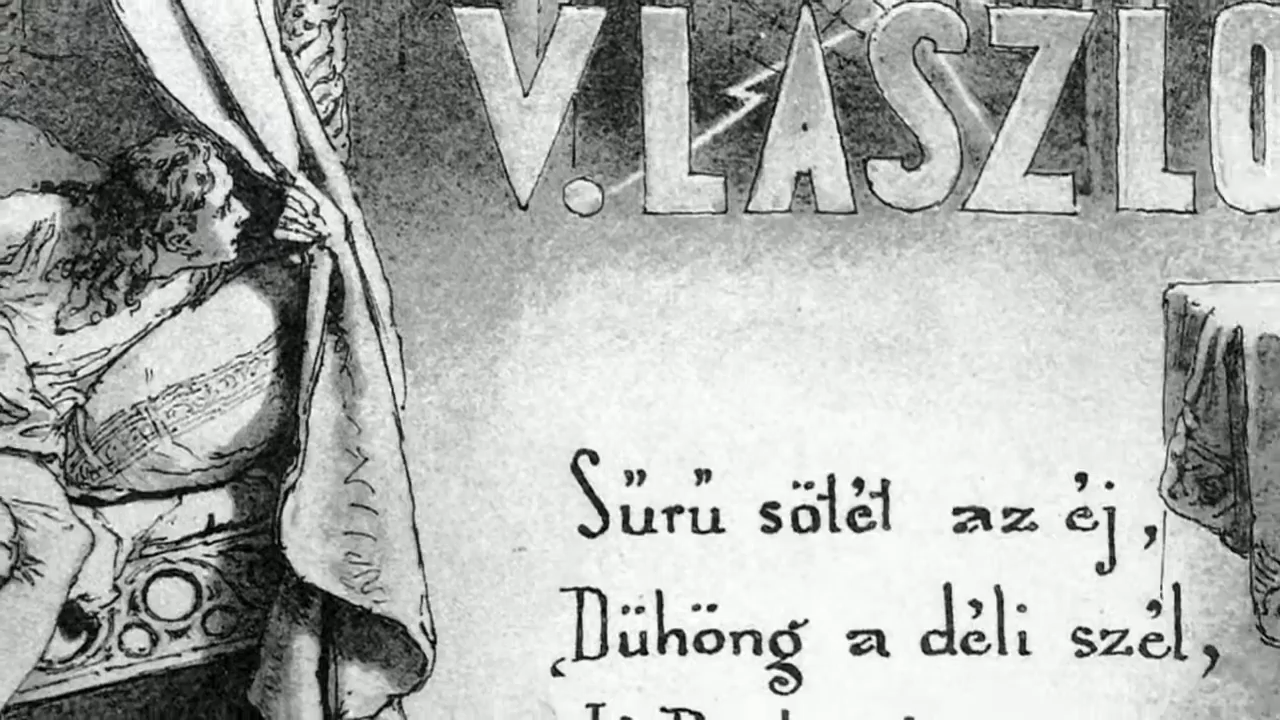 V. LÁSZLÓ
Sűrű sötét az éj,
Dühöng a déli szél,